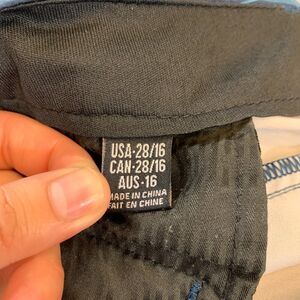 USA-28/16
CAN-28/16
AUS-16
MADE IN CHINA
FAIT EN CHINE